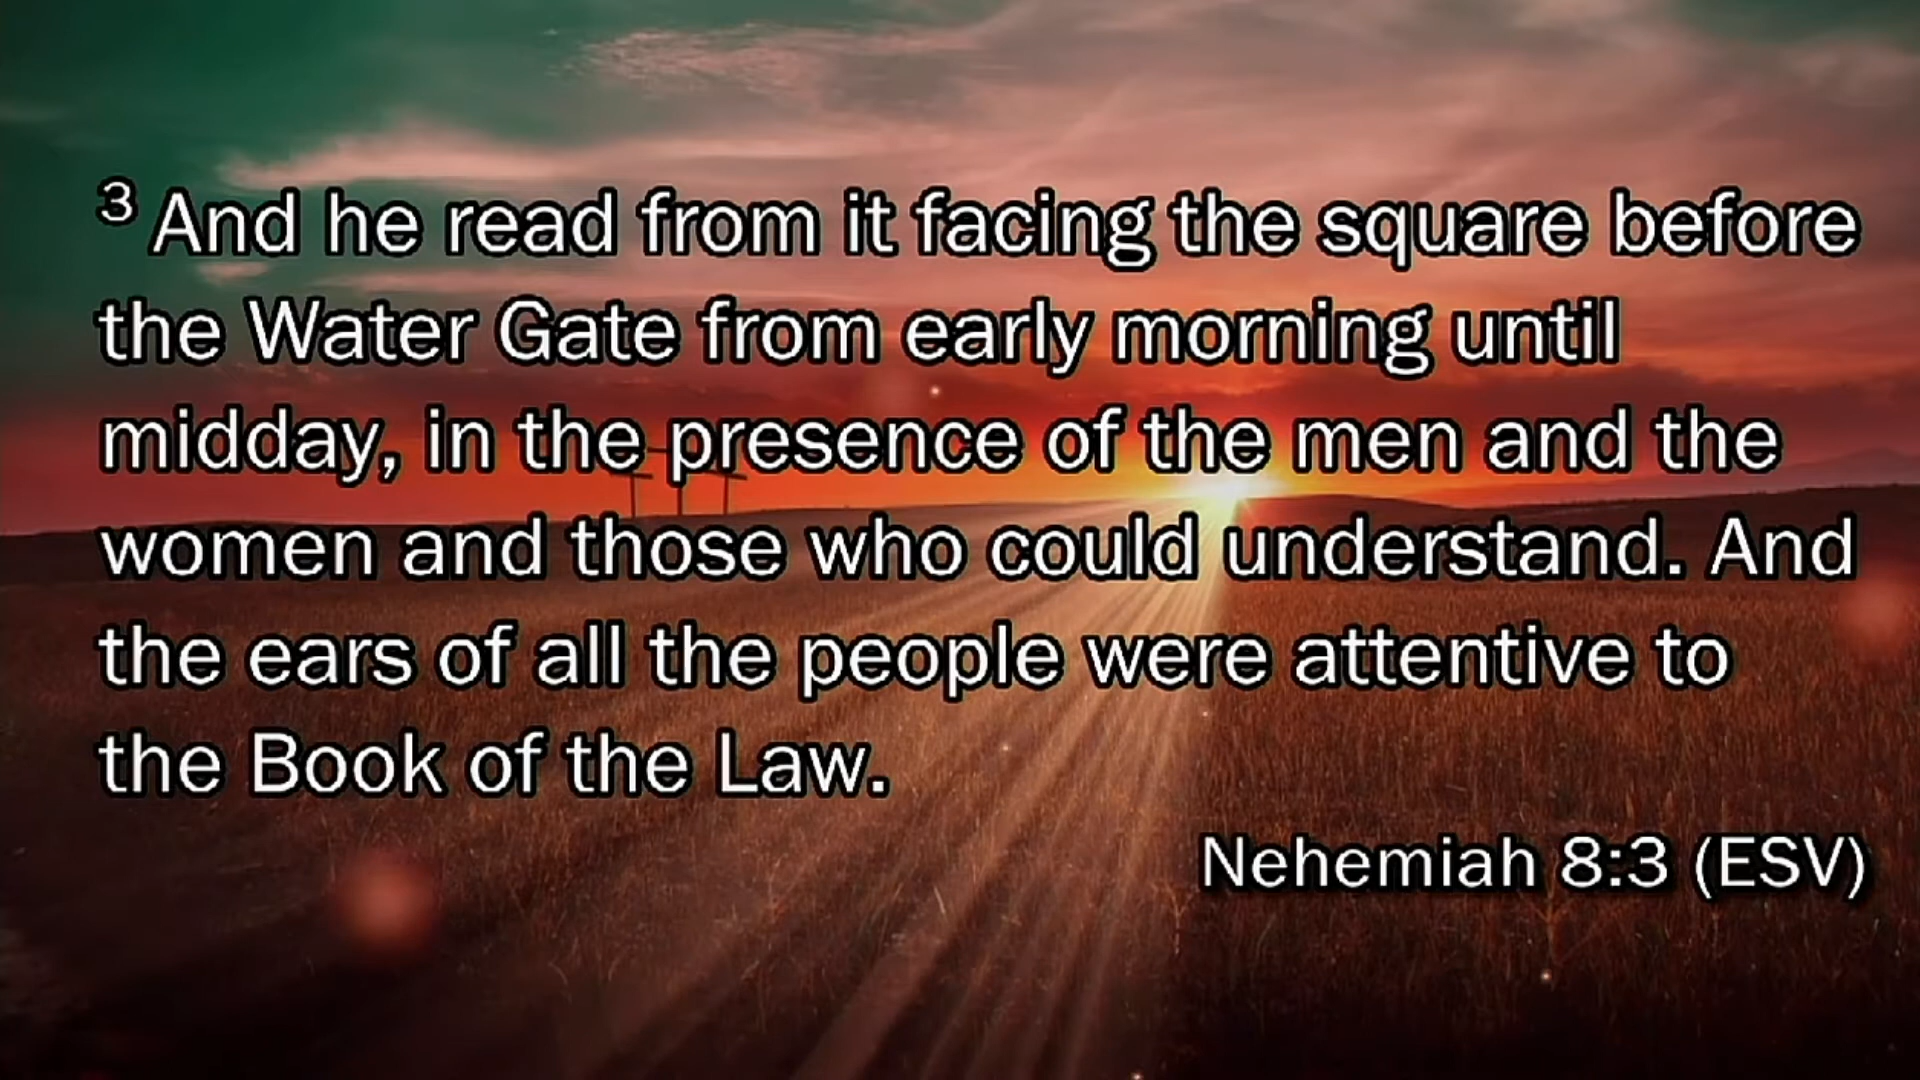 3 And he read from it facing the square before
the Water Gate from early morning until
midday, in the presence of the men and the
women and those who could understand. And
the ears of all the people were attentive to
the Book of the Law.
Nehemiah 8:3 (ESV)